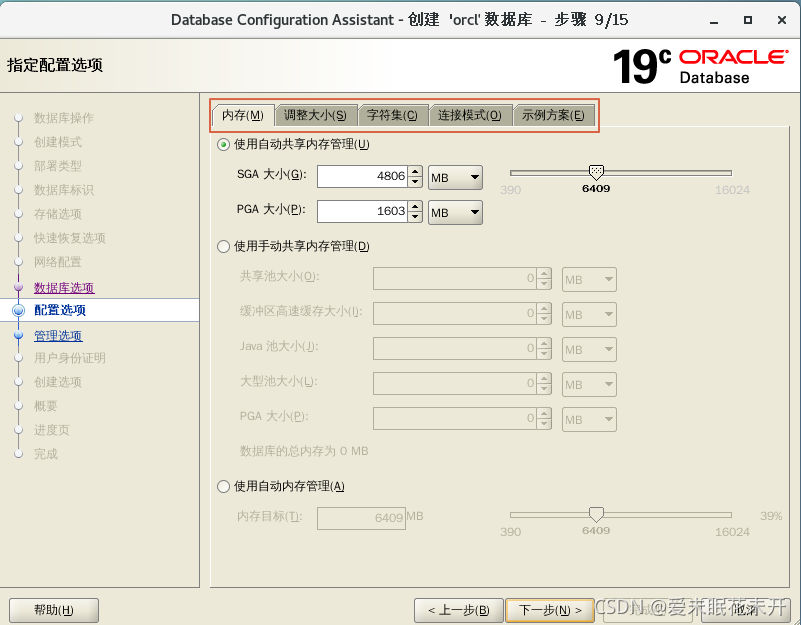 Database Configuration Assistant - 创建 'orcl' 数据库 - 步骤 9/15
指定配置选项
19c ORACLE Database
数据库操作
创建模式
部署类型
数据库标识
存储选项
快速恢复选项
网络配置
数据库选项
配置选项
管理选项
用户身份证明
创建选项
概要
进度页
完成
内存(M) 调整大小(S) 字符集(C) 连接模式(O) 示例方案(E)
使用自动共享内存管理(U)
SGA 大小(G): 4806 MB
390 6409 16024
PGA 大小(P): 1603 MB
使用手动共享内存管理(D)
共享池大小(O): 0 MB
缓冲区高速缓存大小(I): 0 MB
Java 池大小(J): 0 MB
大型池大小(L): 0 MB
PGA 大小(P): 0 MB
数据库的总内存为 0 MB
使用自动内存管理(A)
内存目标(T): 6409 MB 39%
390 6409 16024
帮助(H) < 上一步(B) 下一步(N) > 取消
CSDN @爱未眠花未开